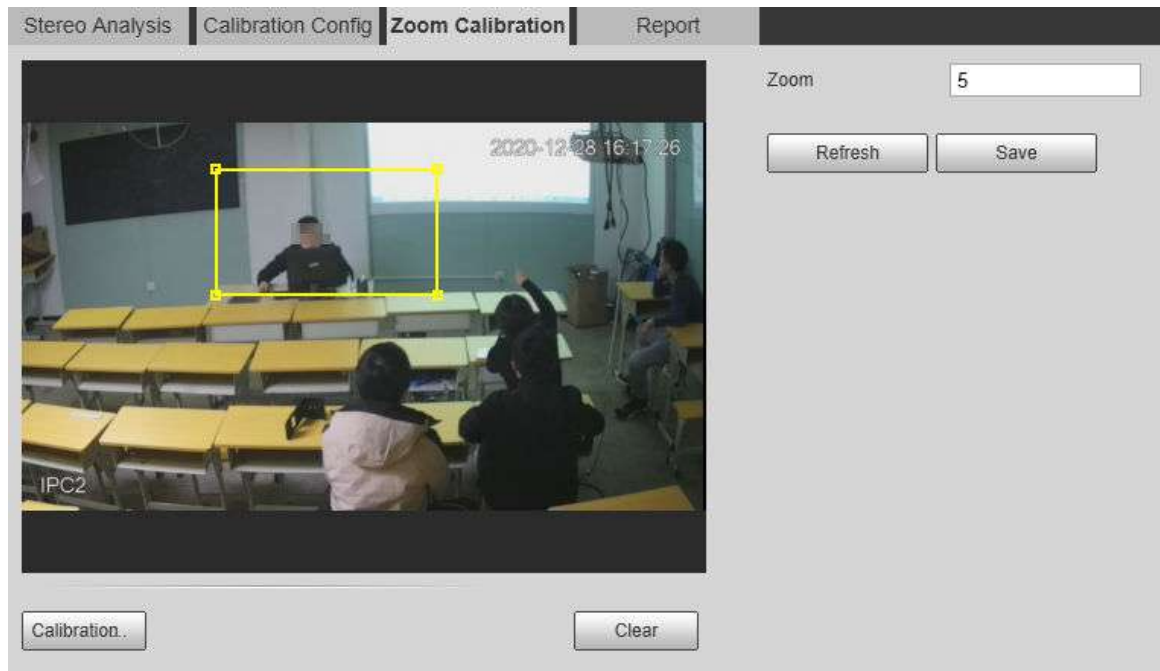 Stereo Analysis Calibration Config Zoom Calibration Report
Zoom 5
2020-12-28 16:17:26
Refresh Save
IPC2
Calibration.. Clear